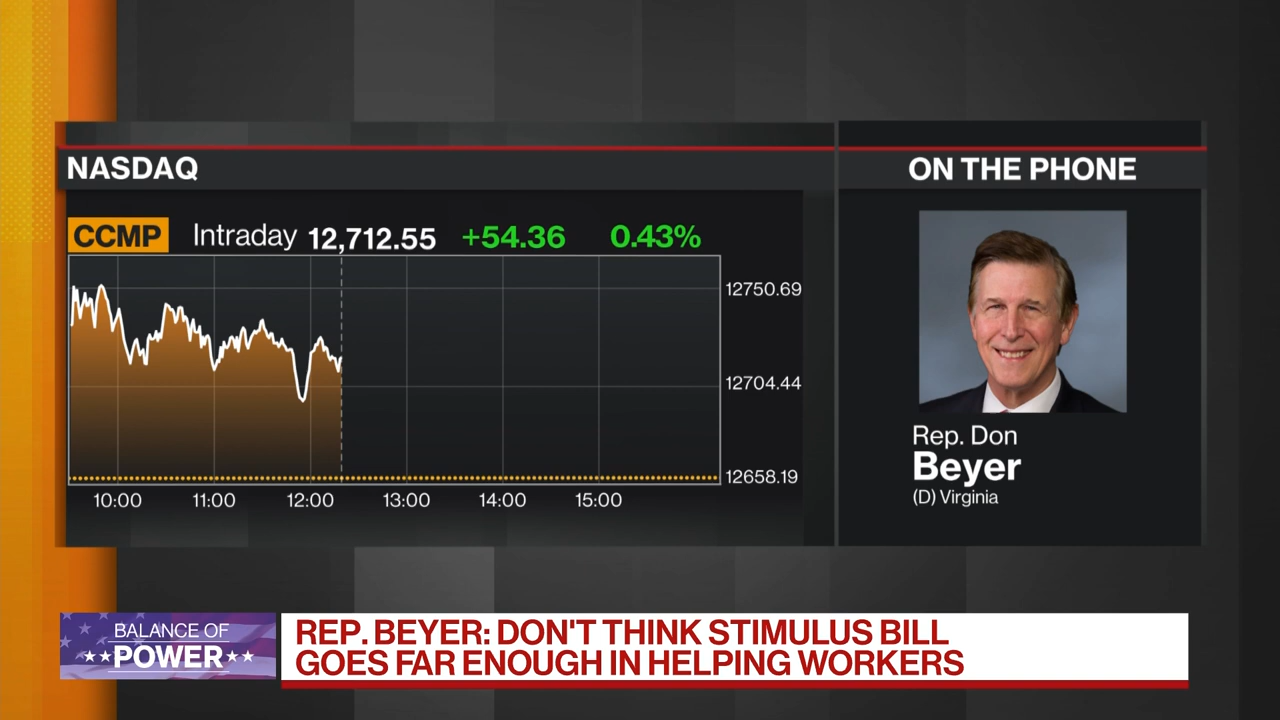 NASDAQ
CCMP Intraday 12,712.55 +54.36 0.43%
12750.69
12704.44
12658.19
10:00 11:00 12:00 13:00 14:00 15:00
ON THE PHONE
Rep. Don
Beyer
(D) Virginia
BALANCE OF
POWER
REP. BEYER: DON'T THINK STIMULUS BILL
GOES FAR ENOUGH IN HELPING WORKERS